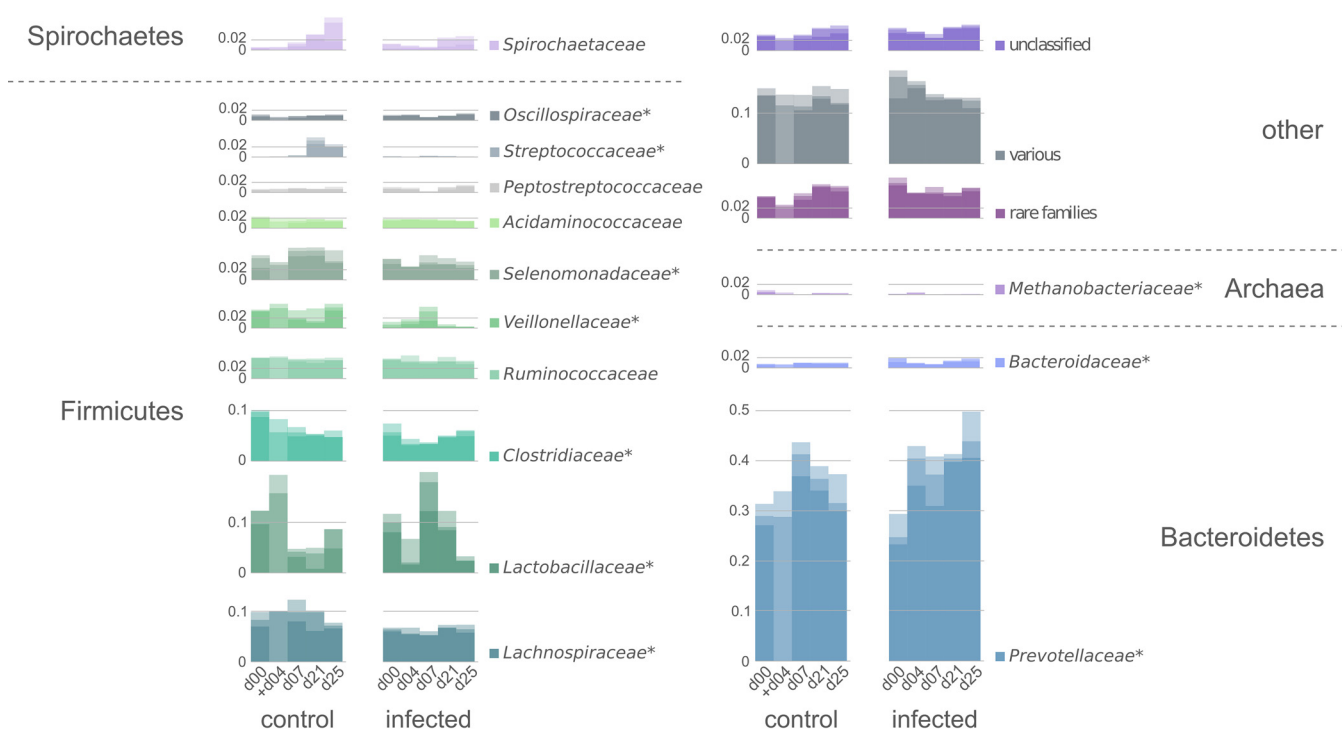 Spirochaetes
0.02
0
Spirochaetaceae
0.02
0
Oscillospiraceae*
0.02
0
Streptococcaceae*
0.02
0
Peptostreptococcaceae
0.02
0
Acidaminococcaceae
0.02
0
Selenomonadaceae*
0.02
0
Veillonellaceae*
0.02
0
Ruminococcaceae
Firmicutes
0.1
0
Clostridiaceae*
0.1
0
Lactobacillaceae*
0.1
0
Lachnospiraceae*
d00 +d04 d07 d21 d25
d00 d04 d07 d21 d25
control infected
0.02
0
unclassified
0.1
0
various
other
0.02
0
rare families
0.02
0
Methanobacteriaceae*
Archaea
0.02
0
Bacteroidaceae*
0.5
0.4
0.3
0.2
0.1
0
Bacteroidetes
Prevotellaceae*
d00 +d04 d07 d21 d25
d00 d04 d07 d21 d25
control infected